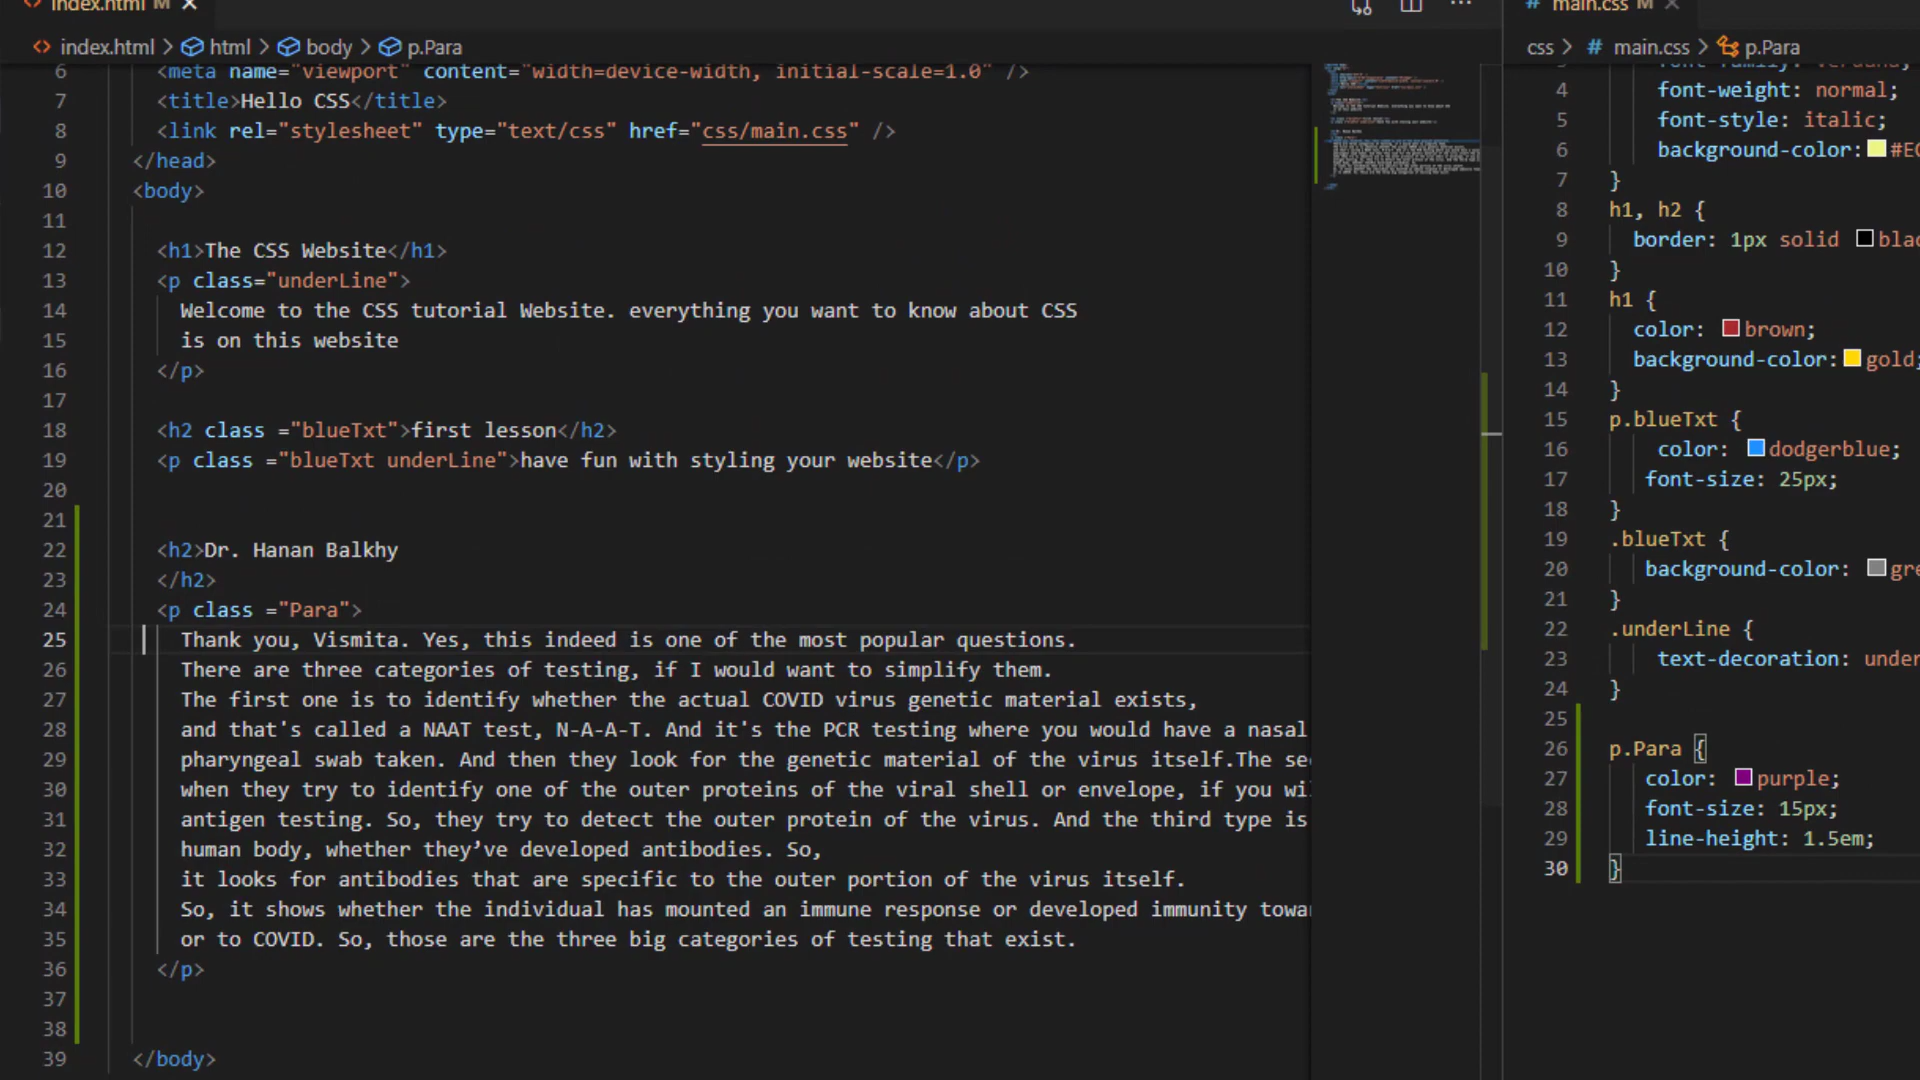 index.html M
index.html > html > body > p.Para
6 <meta name="viewport" content="width=device-width, initial-scale=1.0" />
7 <title>Hello CSS</title>
8 <link rel="stylesheet" type="text/css" href="css/main.css" />
9 </head>
10 <body>
11
12 <h1>The CSS Website</h1>
13 <p class="underLine">
14 Welcome to the CSS tutorial Website. everything you want to know about CSS
15 is on this website
16 </p>
17
18 <h2 class ="blueTxt">first lesson</h2>
19 <p class ="blueTxt underLine">have fun with styling your website</p>
20
21
22 <h2>Dr. Hanan Balkhy
23 </h2>
24 <p class ="Para">
25 Thank you, Vismita. Yes, this indeed is one of the most popular questions.
26 There are three categories of testing, if I would want to simplify them.
27 The first one is to identify whether the actual COVID virus genetic material exists,
28 and that's called a NAAT test, N-A-A-T. And it's the PCR testing where you would have a nasal
29 pharyngeal swab taken. And then they look for the genetic material of the virus itself.The se
30 when they try to identify one of the outer proteins of the viral shell or envelope, if you wi
31 antigen testing. So, they try to detect the outer protein of the virus. And the third type is
32 human body, whether they’ve developed antibodies. So,
33 it looks for antibodies that are specific to the outer portion of the virus itself.
34 So, it shows whether the individual has mounted an immune response or developed immunity towa
35 or to COVID. So, those are the three big categories of testing that exist.
36 </p>
37
38
39 </body>
# main.css M
css > # main.css > p.Para
4 font-weight: normal;
5 font-style: italic;
6 background-color: #EC
7 }
8 h1, h2 {
9 border: 1px solid blac
10 }
11 h1 {
12 color: brown;
13 background-color: gold;
14 }
15 p.blueTxt {
16 color: dodgerblue;
17 font-size: 25px;
18 }
19 .blueTxt {
20 background-color: gre
21 }
22 .underLine {
23 text-decoration: under
24 }
25
26 p.Para {
27 color: purple;
28 font-size: 15px;
29 line-height: 1.5em;
30 }